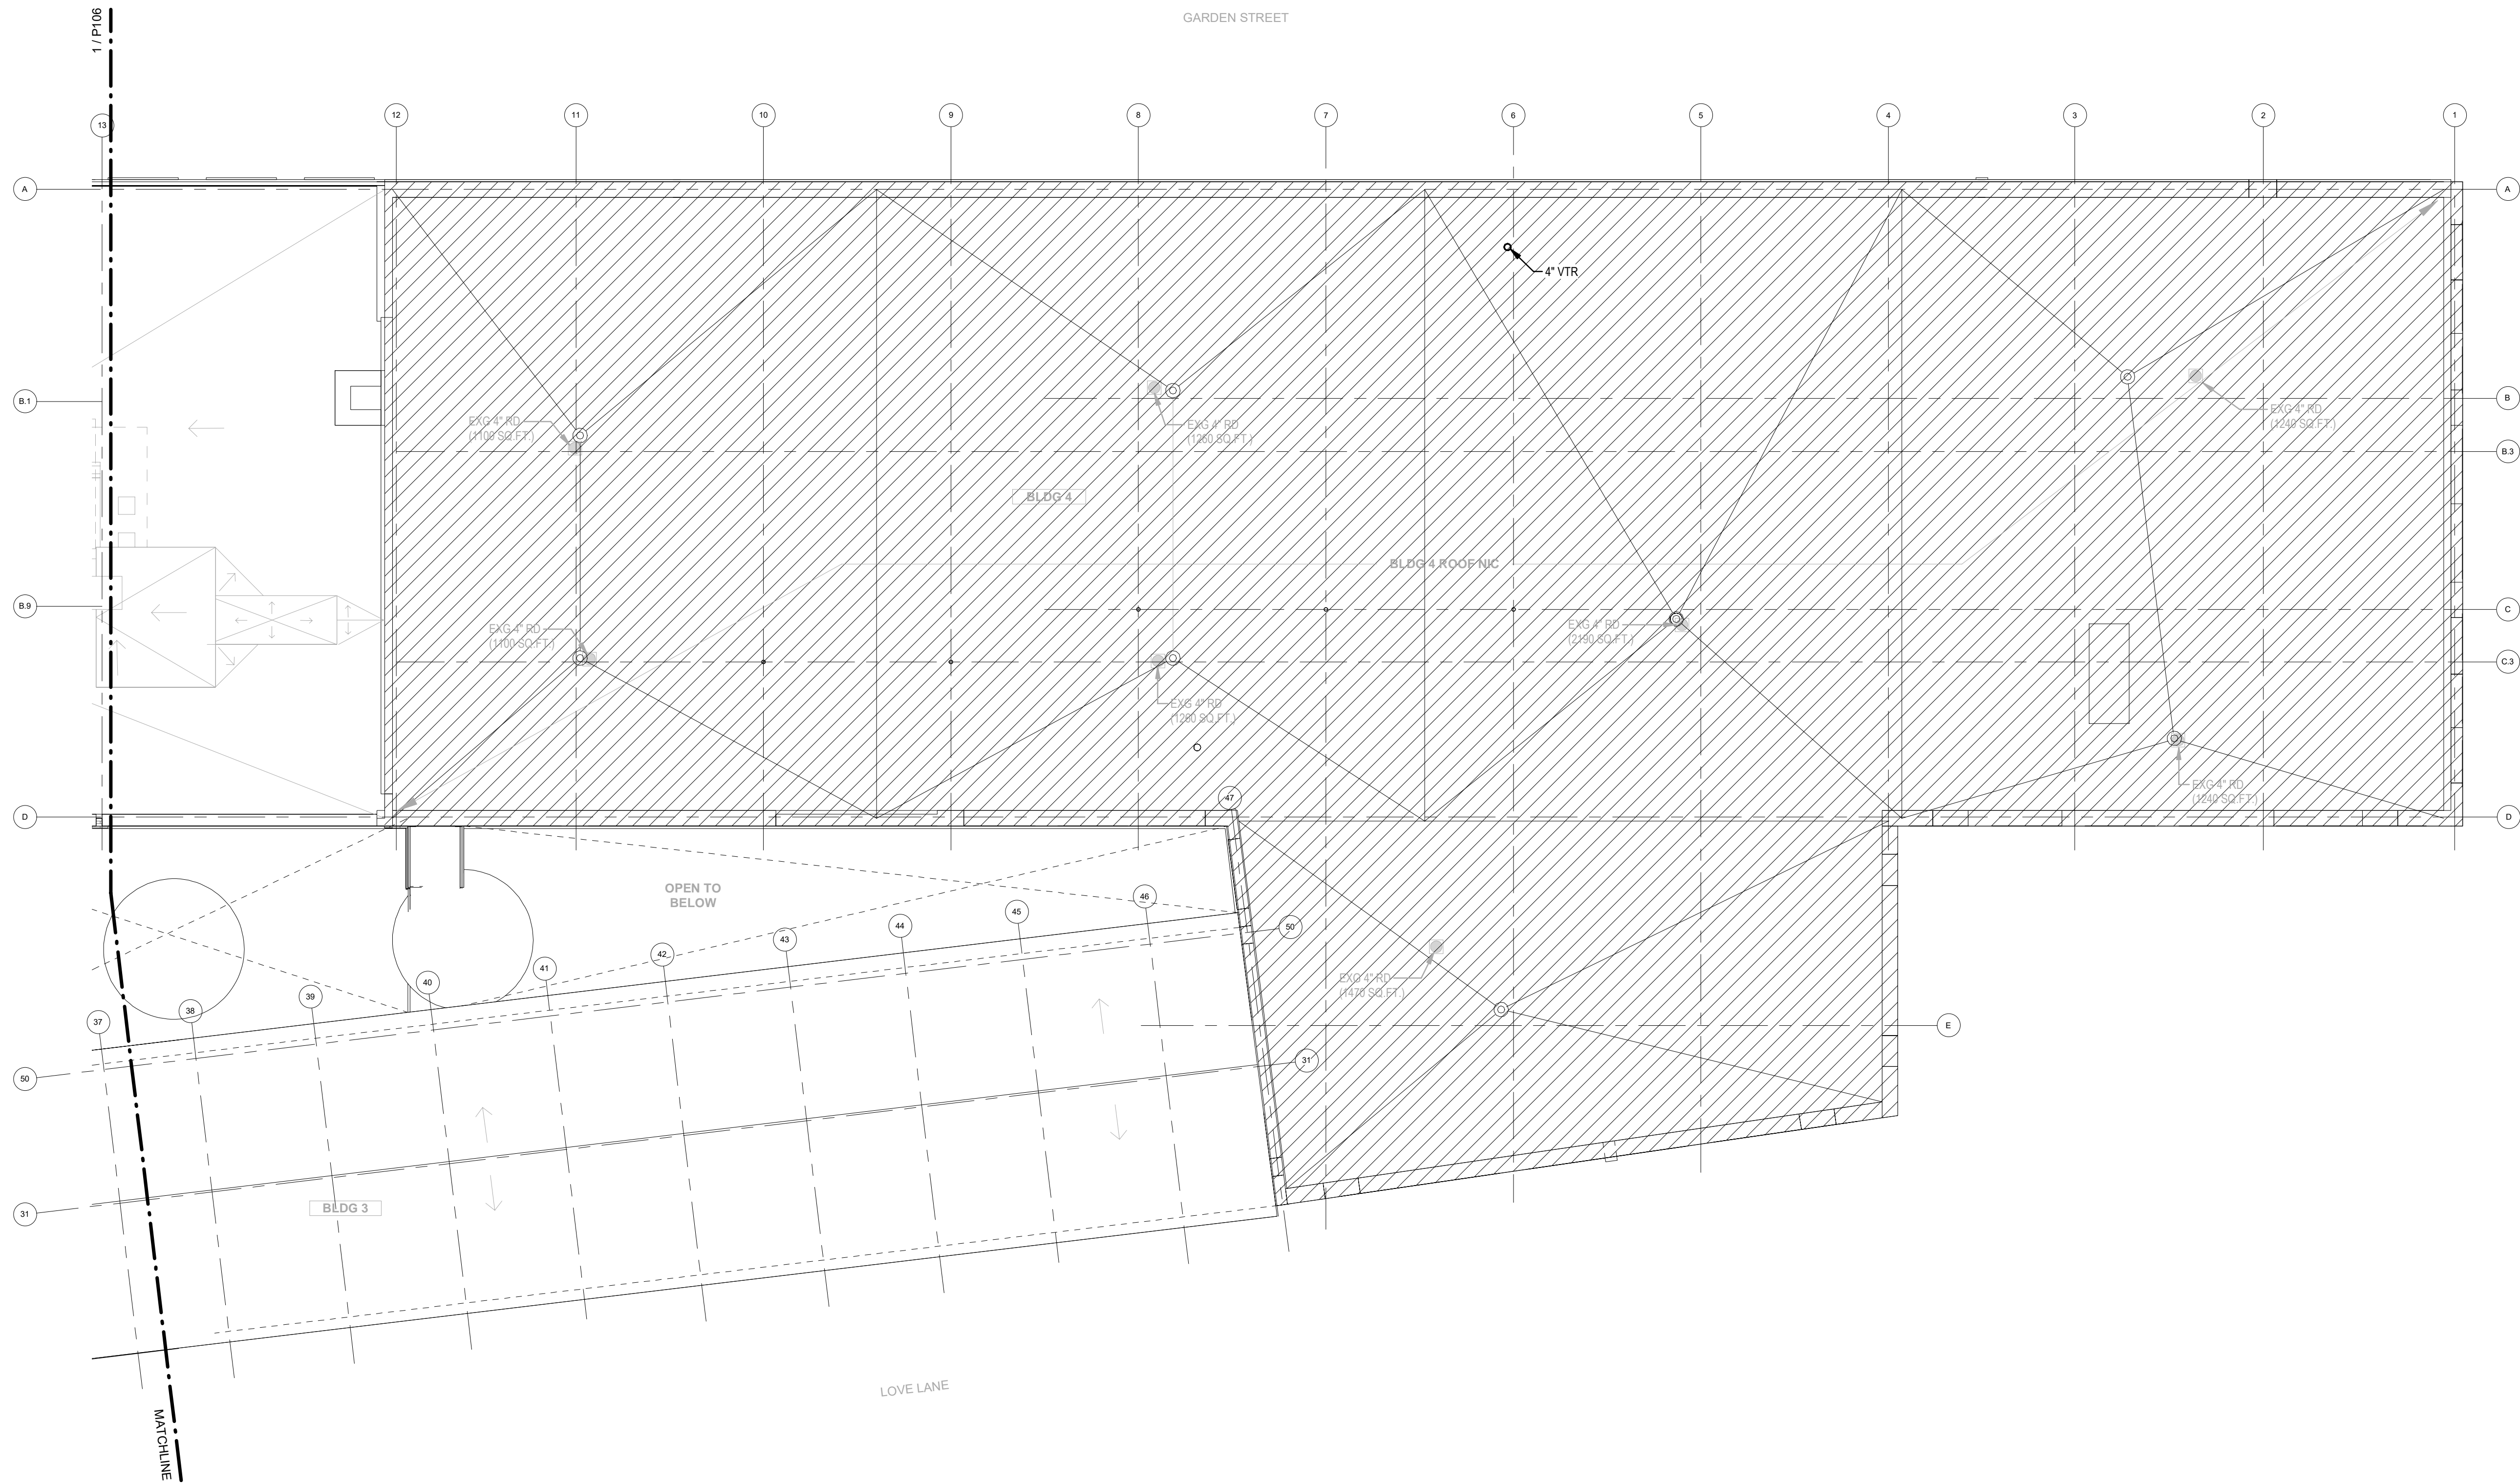 GARDEN STREET
1 / P106
13
12
11
10
9
8
7
6
5
4
3
2
1
A
A
4" VTR
B.1
B
EXG 4" RD
(1100 SQ.FT.)
EXG 4" RD
(1260 SQ.FT.)
EXG 4" RD
(1240 SQ.FT.)
B.3
BLDG 4
BLDG 4 ROOF NIC
B.9
C
EXG 4" RD
(1100 SQ.FT.)
EXG 4" RD
(2190 SQ.FT.)
C.3
EXG 4" RD
(1260 SQ.FT.)
EXG 4" RD
(1240 SQ.FT.)
47
D
D
OPEN TO
BELOW
46
45
44
50
43
42
41
40
39
38
37
EXG 4" RD
(1470 SQ.FT.)
E
50
31
31
BLDG 3
LOVE LANE
MATCHLINE